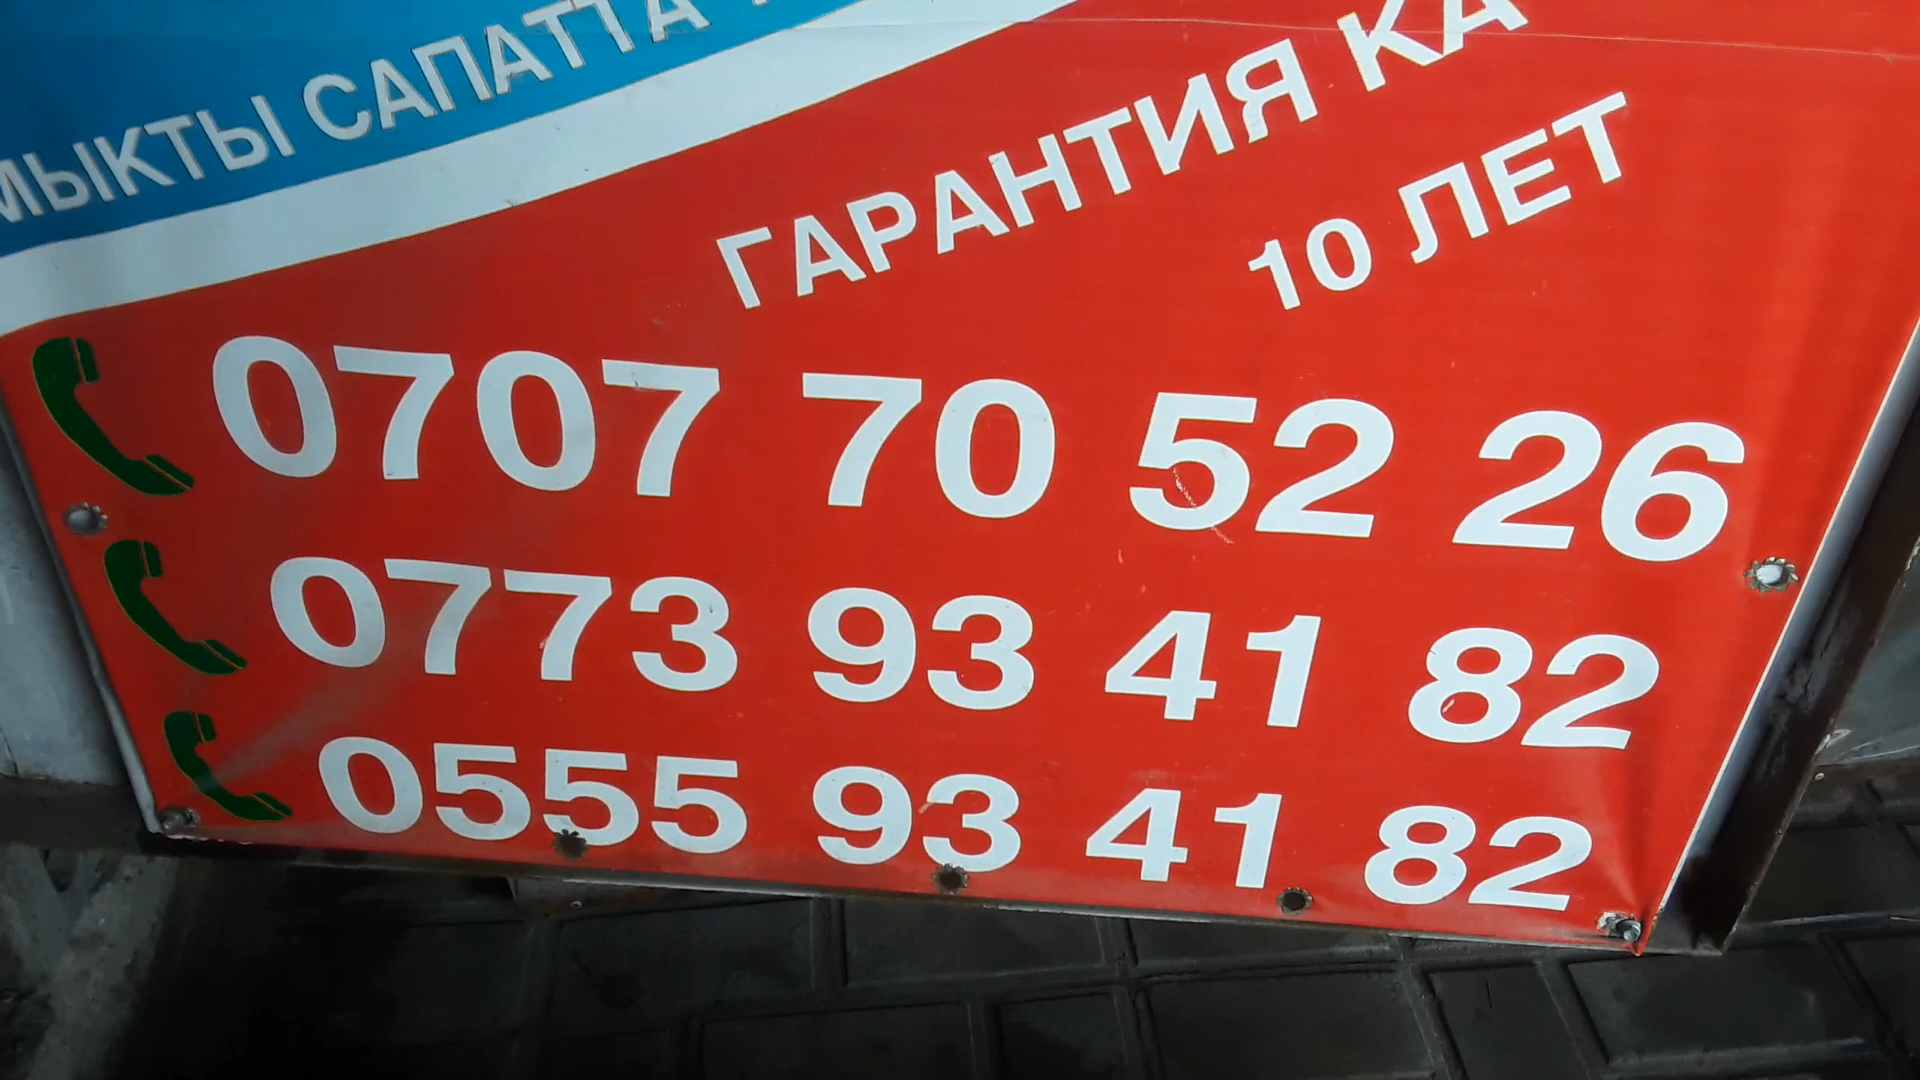 МЫКТЫ САПАТТА
ГАРАНТИЯ КА
10 ЛЕТ
0707 70 52 26
0773 93 41 82
0555 93 41 82